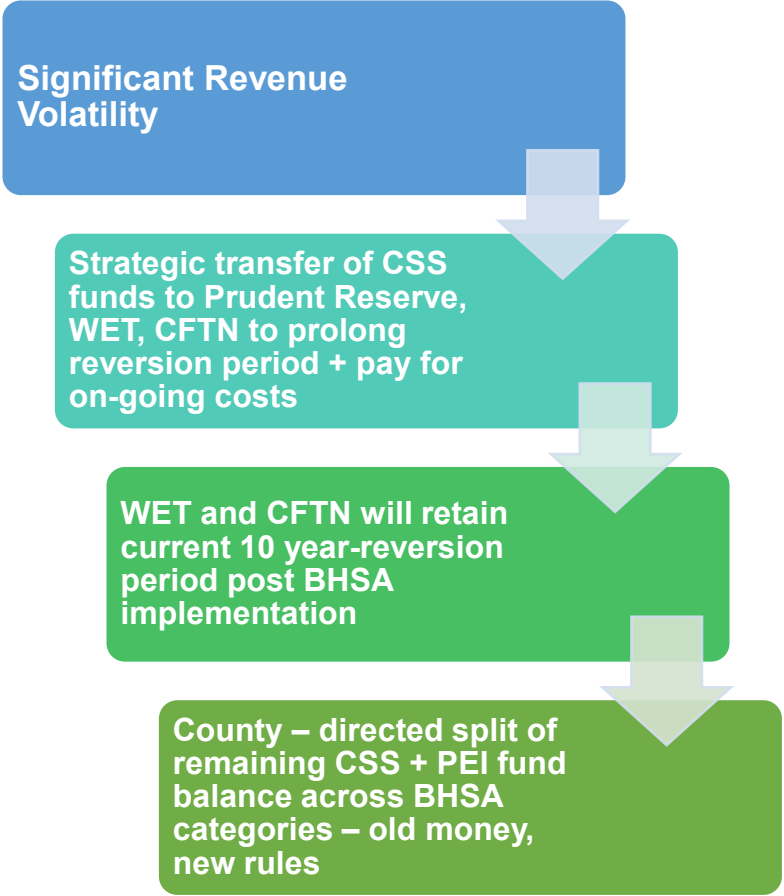 Significant Revenue
Volatility
Strategic transfer of CSS
funds to Prudent Reserve,
WET, CFTN to prolong
reversion period + pay for
on-going costs
WET and CFTN will retain
current 10 year-reversion
period post BHSA
implementation
County – directed split of
remaining CSS + PEI fund
balance across BHSA
categories – old money,
new rules